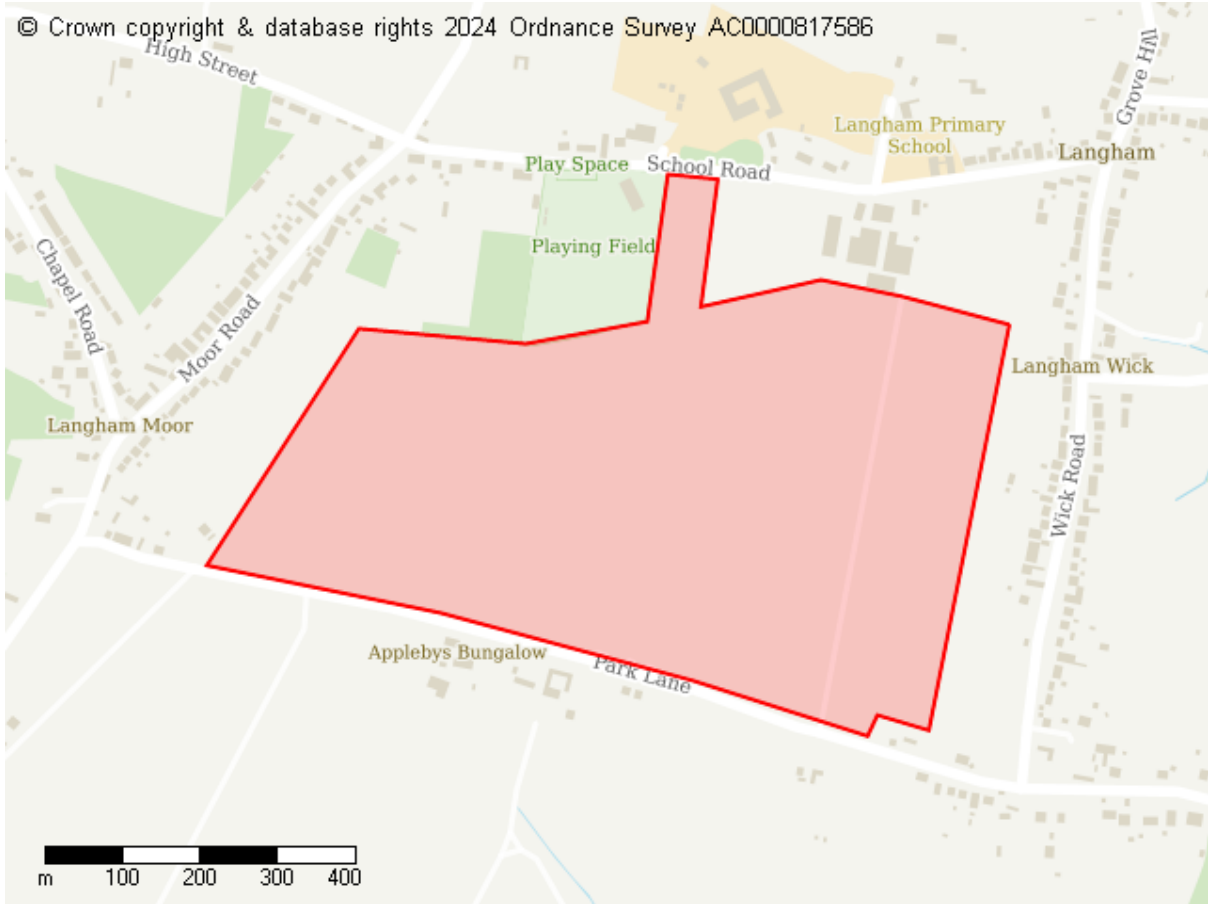 © Crown copyright & database rights 2024 Ordnance Survey AC0000817586
High Street
Grove Hill
Langham Primary
School
Langham
Play Space
School Road
Playing Field
Chapel Road
Moor Road
Langham Wick
Langham Moor
Wick Road
Applebys Bungalow
Park Lane
m 100 200 300 400